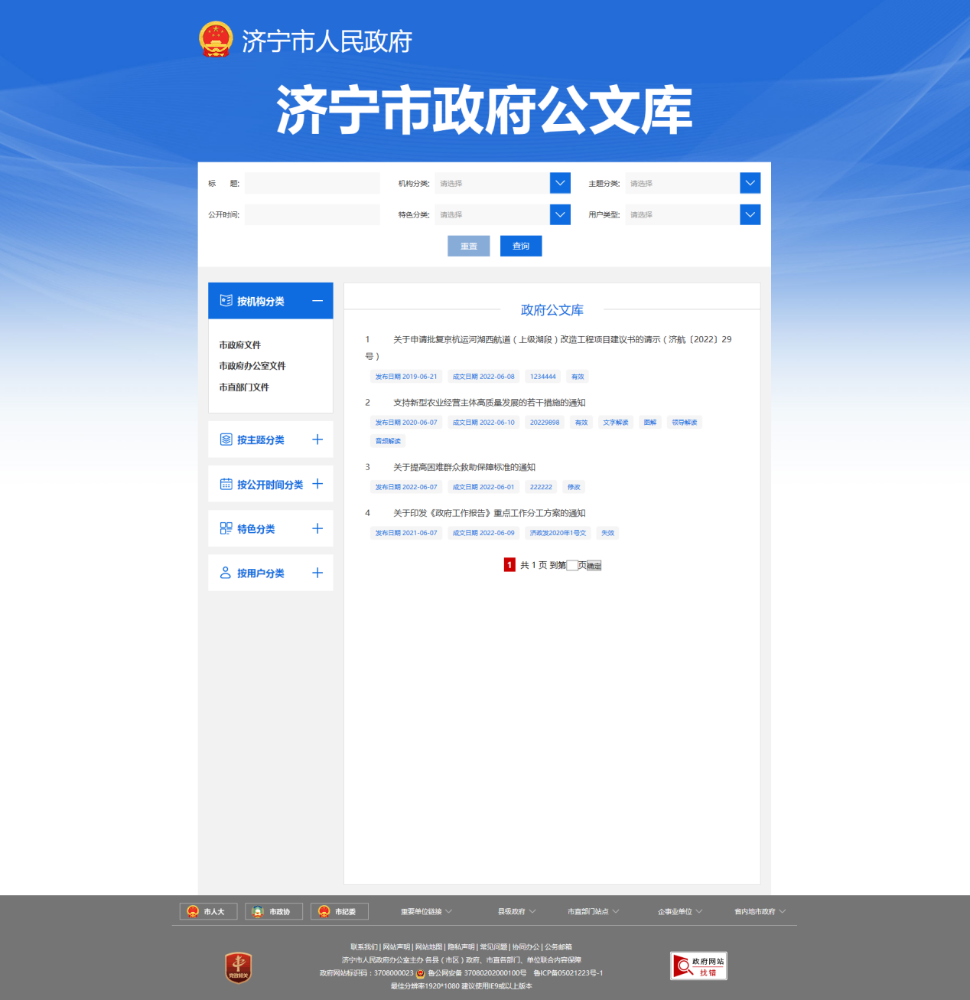 济宁市人民政府
济宁市政府公文库
标 题: 机构分类: 请选择 主题分类: 请选择
公开时间: 特色分类: 请选择 用户类型: 请选择
重置 查询
按机构分类
市政府文件
市政府办公室文件
市直部门文件
按主题分类
按公开时间分类
特色分类
按用户分类
政府公文库
1 关于申请批复京杭运河湖西航道（上级湖段）改造工程项目建议书的请示（济航〔2022〕29
号）
发布日期 2019-06-21 成文日期 2022-06-08 1234444 有效
2 支持新型农业经营主体高质量发展的若干措施的通知
发布日期 2020-06-07 成文日期 2022-06-10 20229898 有效 文字解读 图解 领导解读
音频解读
3 关于提高困难群众救助保障标准的通知
发布日期 2022-06-07 成文日期 2022-06-01 222222 修改
4 关于印发《政府工作报告》重点工作分工方案的通知
发布日期 2021-06-07 成文日期 2022-06-09 济政发2020年1号文 失效
1 共 1 页 到第 页 确定
市人大 市政协 市纪委 重要单位链接 县级政府 市直部门站点 企事业单位 省内地市政府
联系我们 | 网站声明 | 网站地图 | 隐私声明 | 常见问题 | 协同办公 | 公务邮箱
济宁市人民政府办公室主办 各县（市区）政府、市直各部门、单位联合内容保障
政府网站标识码：3708000023 鲁公网安备 37080202000100号 鲁ICP备05021223号-1
最佳分辨率1920*1080 建议使用IE9或以上版本
党政机关
政府网站
找错